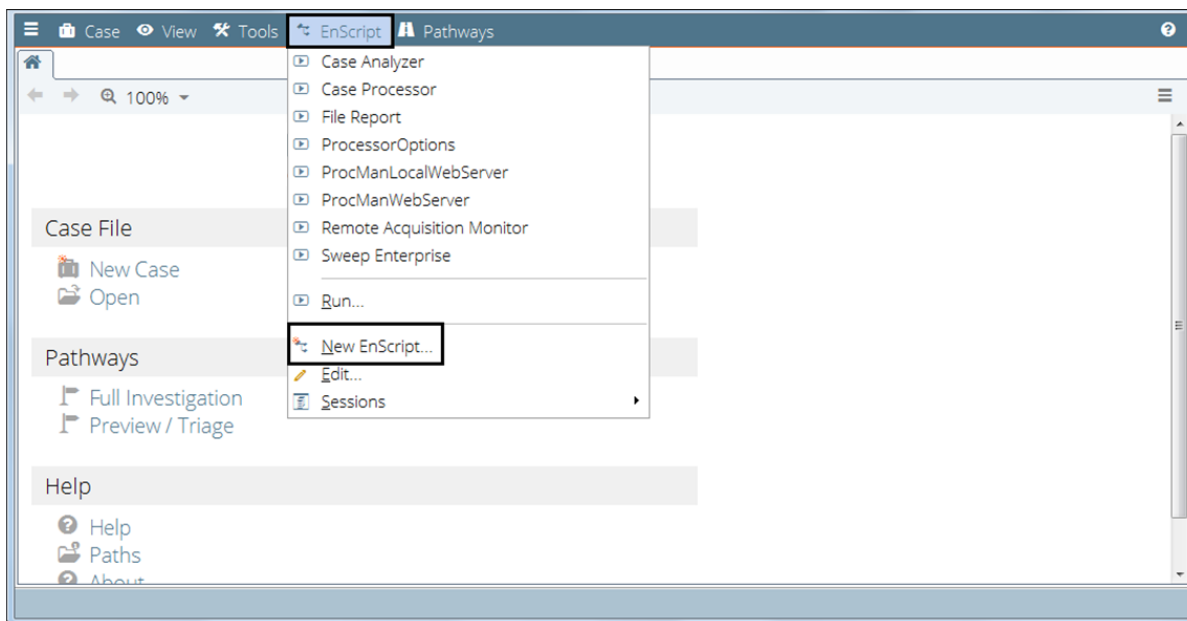 Case View Tools EnScript Pathways
100%
Case Analyzer
Case Processor
File Report
ProcessorOptions
ProcManLocalWebServer
ProcManWebServer
Remote Acquisition Monitor
Sweep Enterprise
Run...
New EnScript...
Edit...
Sessions
Case File
New Case
Open
Pathways
Full Investigation
Preview / Triage
Help
Help
Paths
About